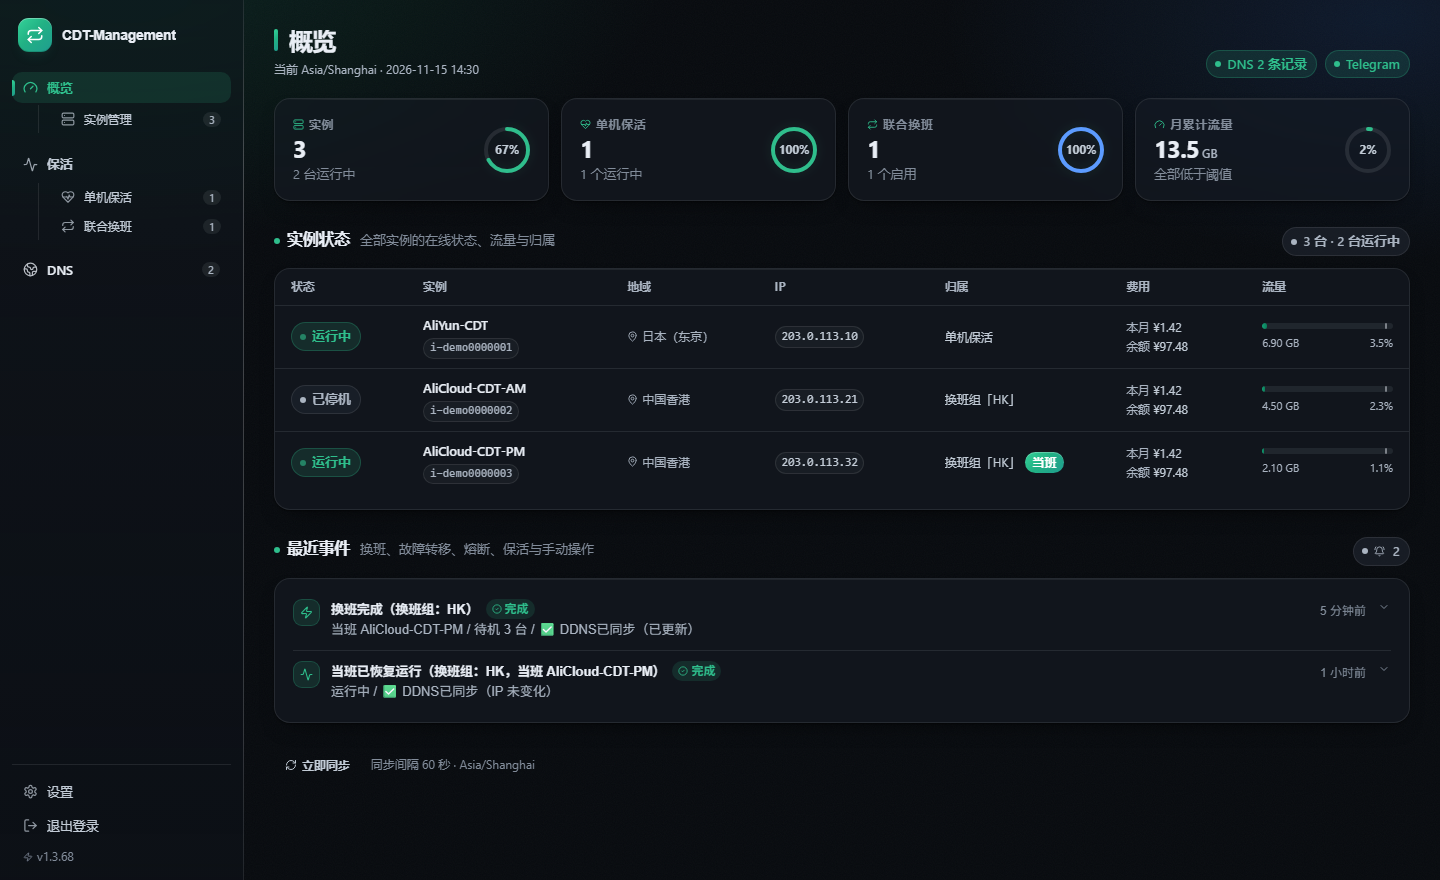 CDT-Management
概览
实例管理 3
保活
单机保活 1
联合换班 1
DNS 2
设置
退出登录
v1.3.68
概览
当前 Asia/Shanghai · 2026-11-15 14:30
DNS 2 条记录
Telegram
实例
3
2 台运行中
67%
单机保活
1
1 个运行中
100%
联合换班
1
1 个启用
100%
月累计流量
13.5 GB
全部低于阈值
2%
实例状态 全部实例的在线状态、流量与归属
3 台 · 2 台运行中
状态 实例 地域 IP 归属 费用 流量
运行中
AliYun-CDT
i-demo0000001
日本（东京）
203.0.113.10
单机保活
本月 ¥1.42
余额 ¥97.48
6.90 GB 3.5%
已停机
AliCloud-CDT-AM
i-demo0000002
中国香港
203.0.113.21
换班组「HK」
本月 ¥1.42
余额 ¥97.48
4.50 GB 2.3%
运行中
AliCloud-CDT-PM
i-demo0000003
中国香港
203.0.113.32
换班组「HK」 当班
本月 ¥1.42
余额 ¥97.48
2.10 GB 1.1%
最近事件 换班、故障转移、熔断、保活与手动操作
2
换班完成（换班组：HK） 完成
当班 AliCloud-CDT-PM / 待机 3 台 / ✅ DDNS已同步（已更新）
5 分钟前
当班已恢复运行（换班组：HK，当班 AliCloud-CDT-PM） 完成
运行中 / ✅ DDNS已同步（IP 未变化）
1 小时前
立即同步 同步间隔 60 秒 · Asia/Shanghai